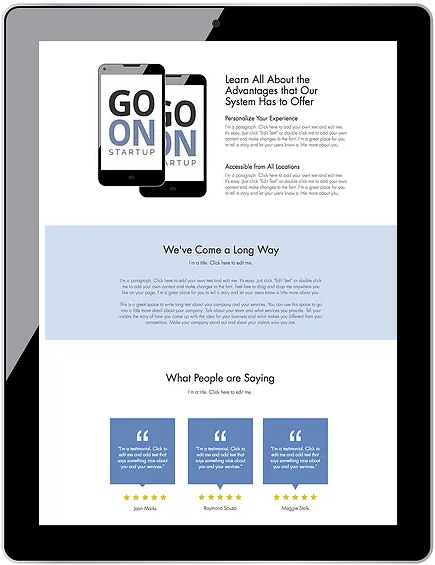 GO
ON
STARTUP
GO
ON
STARTUP
Learn All About the
Advantages that Our
System Has to Offer
Personalize Your Experience
I'm a paragraph. Click here to add your own text and edit me.
It's easy. Just click "Edit Text" or double click me to add your own
content and make changes to the font. I'm a great place for you
to tell a story and let your users know a little more about you.
Accessible from All Locations
I'm a paragraph. Click here to add your own text and edit me.
It's easy. Just click "Edit Text" or double click me to add your own
content and make changes to the font. I'm a great place for you
to tell a story and let your users know a little more about you.
We've Come a Long Way
I'm a title. Click here to edit me.
I'm a paragraph. Click here to add your own text and edit me. It's easy. Just click "Edit Text" or double click
me to add your own content and make changes to the font. Feel free to drag and drop me anywhere you
like on your page. I'm a great place for you to tell a story and let your users know a little more about you.
This is a great space to write long text about your company and your services. You can use this space to go
into a little more detail about your company. Talk about your team and what services you provide. Tell your
visitors the story of how you came up with the idea for your business and what makes you different from your
competitors. Make your company stand out and show your visitors who you are.
What People are Saying
I'm a title. Click here to edit me.
“
"I'm a testimonial. Click to
edit me and add text that
says something nice about
you and your services."
“
"I'm a testimonial. Click to
edit me and add text that
says something nice about
you and your services."
“
"I'm a testimonial. Click to
edit me and add text that
says something nice about
you and your services."
Joan Marks
Raymond Souza
Maggie Stolk